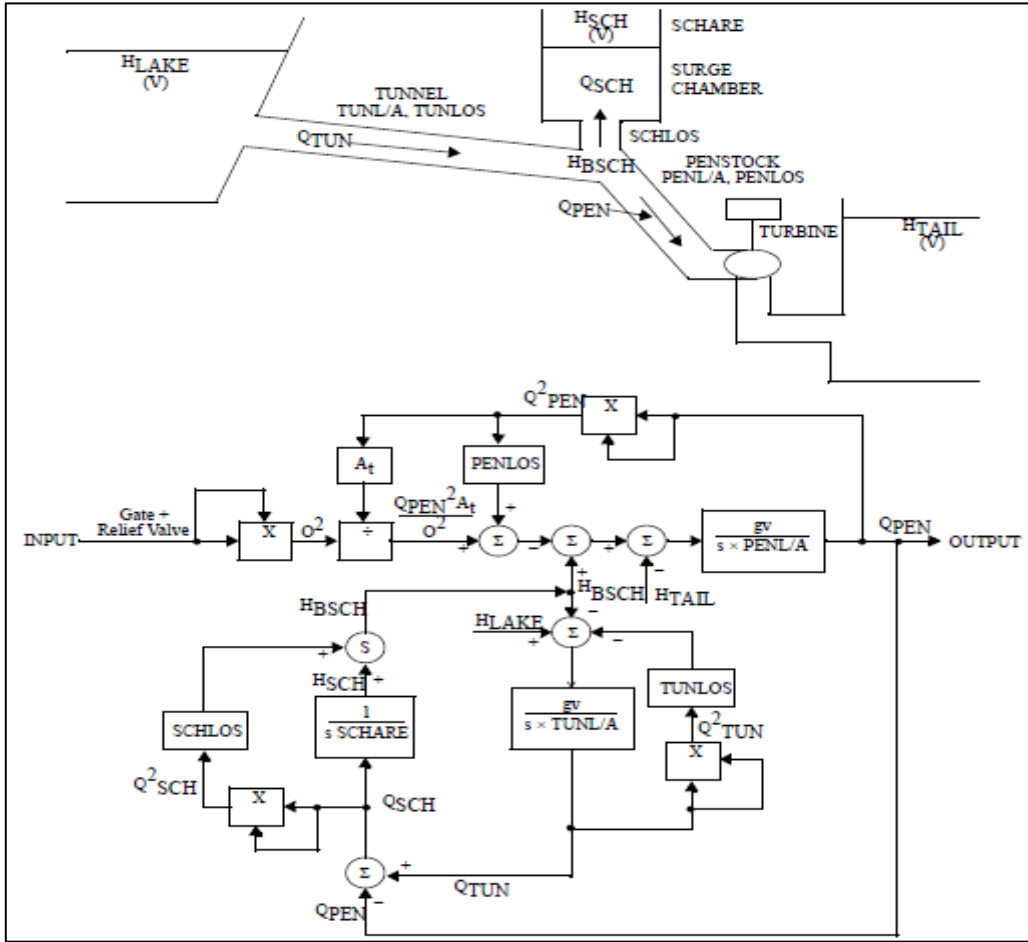 HSCH
(V)
SCHARE
HLAKE
(V)
QSCH
SURGE
CHAMBER
TUNNEL
TUNL/A, TUNLOS
SCHLOS
QTUN
HBSCH
PENSTOCK
PENL/A, PENLOS
QPEN
TURBINE
HTAIL
(V)
Q²PEN
X
At
PENLOS
Gate +
Relief Valve
QPEN²At
O²
+
INPUT
X
O²
÷
+
Σ
−
Σ
+
Σ
gv
s × PENL/A
QPEN
OUTPUT
+
−
HBSCH
HTAIL
HBSCH
−
HLAKE
+
Σ
−
+
S
HSCH
+
SCHLOS
1
s SCHARE
gv
s × TUNL/A
TUNLOS
Q²TUN
X
Q²SCH
X
QSCH
Σ
+
QTUN
QPEN
−